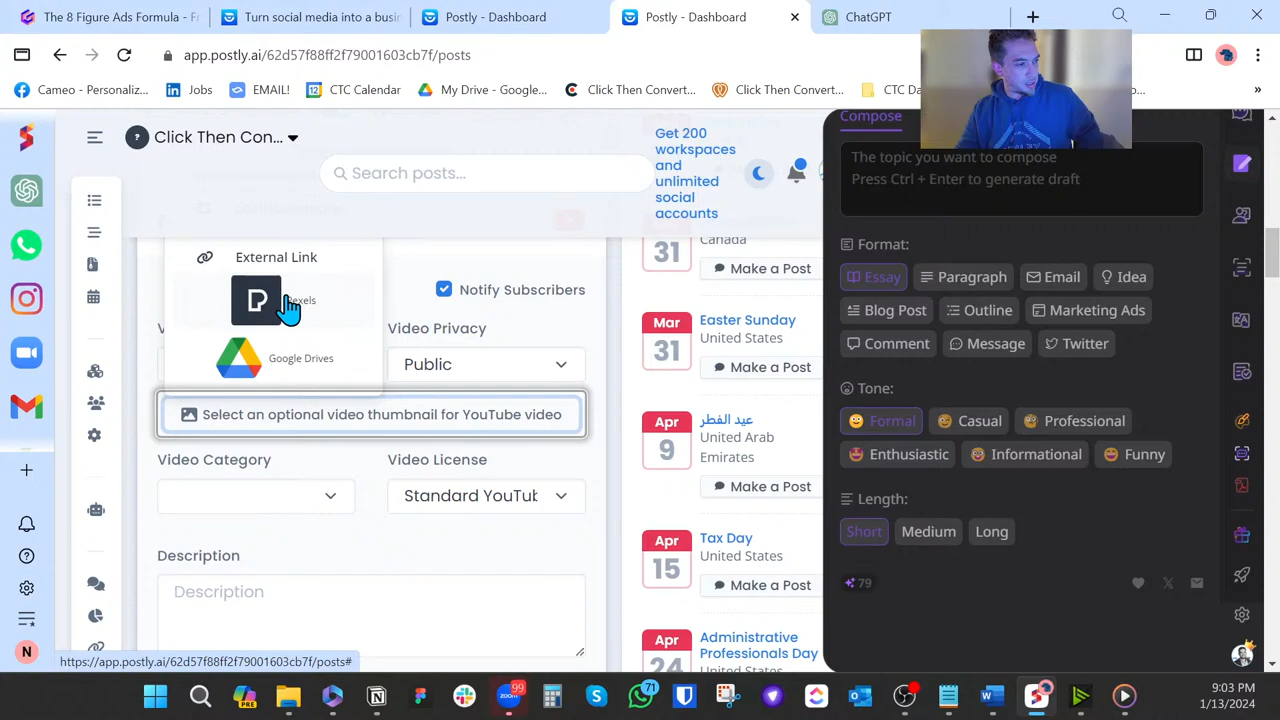 The 8 Figure Ads Formula - Fr
Turn social media into a busin
Postly - Dashboard
Postly - Dashboard
ChatGPT
app.postly.ai/62d57f88ff2f79001603cb7f/posts
Cameo - Personaliz...
Jobs
EMAIL!
CTC Calendar
My Drive - Google...
Click Then Convert...
Click Then Convert...
CTC Da
Click Then Con...
Search posts...
Get 200
workspaces
and
unlimited
social
accounts
External Link
exels
Google Drives
Notify Subscribers
Video Privacy
Public
Select an optional video thumbnail for YouTube video
Video Category
Video License
Standard YouTub
Description
Description
31
Canada
Make a Post
Mar
31
Easter Sunday
United States
Make a Post
Apr
9
عيد الفطر
United Arab
Emirates
Make a Post
Apr
15
Tax Day
United States
Make a Post
Apr
24
Administrative
Professionals Day
United States
Compose
The topic you want to compose
Press Ctrl + Enter to generate draft
Format:
Essay
Paragraph
Email
Idea
Blog Post
Outline
Marketing Ads
Comment
Message
Twitter
Tone:
Formal
Casual
Professional
Enthusiastic
Informational
Funny
Length:
Short
Medium
Long
79
N
https://app.postly.ai/62d57f88ff2f79001603cb7f/posts#
PRE
99
zoom
71
9:03 PM
1/13/2024